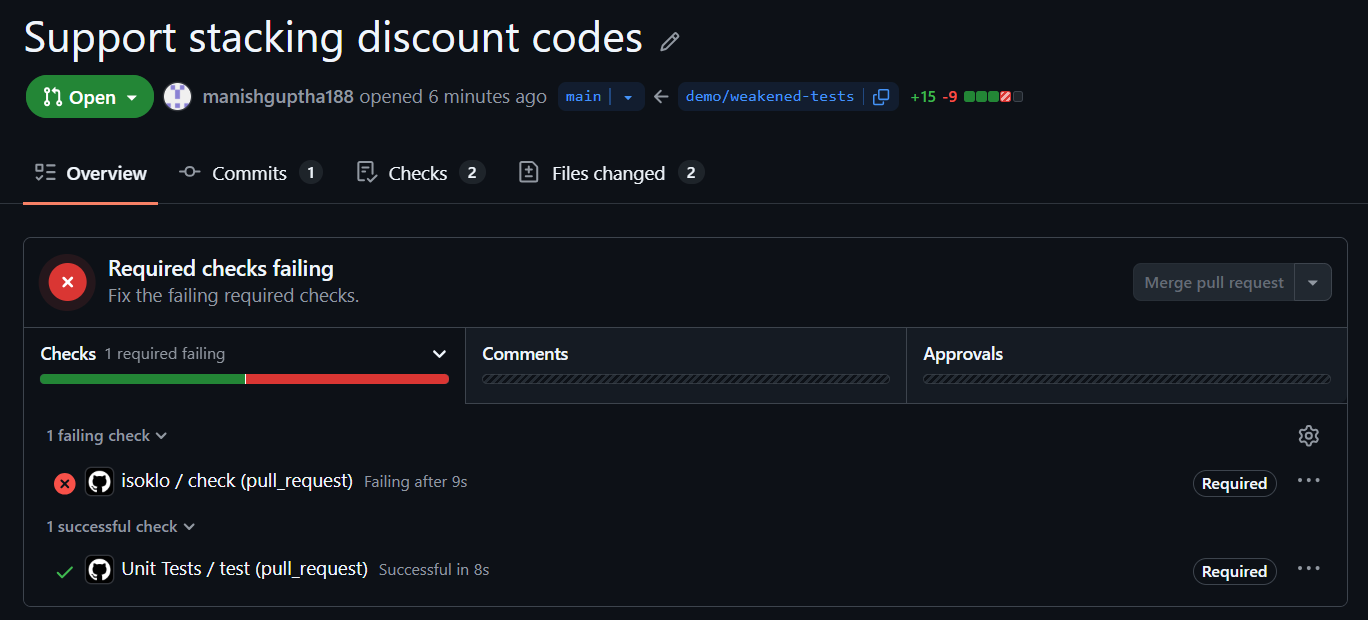 Support stacking discount codes
Open manishguptha188 opened 6 minutes ago main demo/weakened-tests +15 -9
Overview Commits 1 Checks 2 Files changed 2
Required checks failing
Fix the failing required checks.
Merge pull request
Checks 1 required failing
Comments
Approvals
1 failing check
isoklo / check (pull_request) Failing after 9s Required
1 successful check
Unit Tests / test (pull_request) Successful in 8s Required